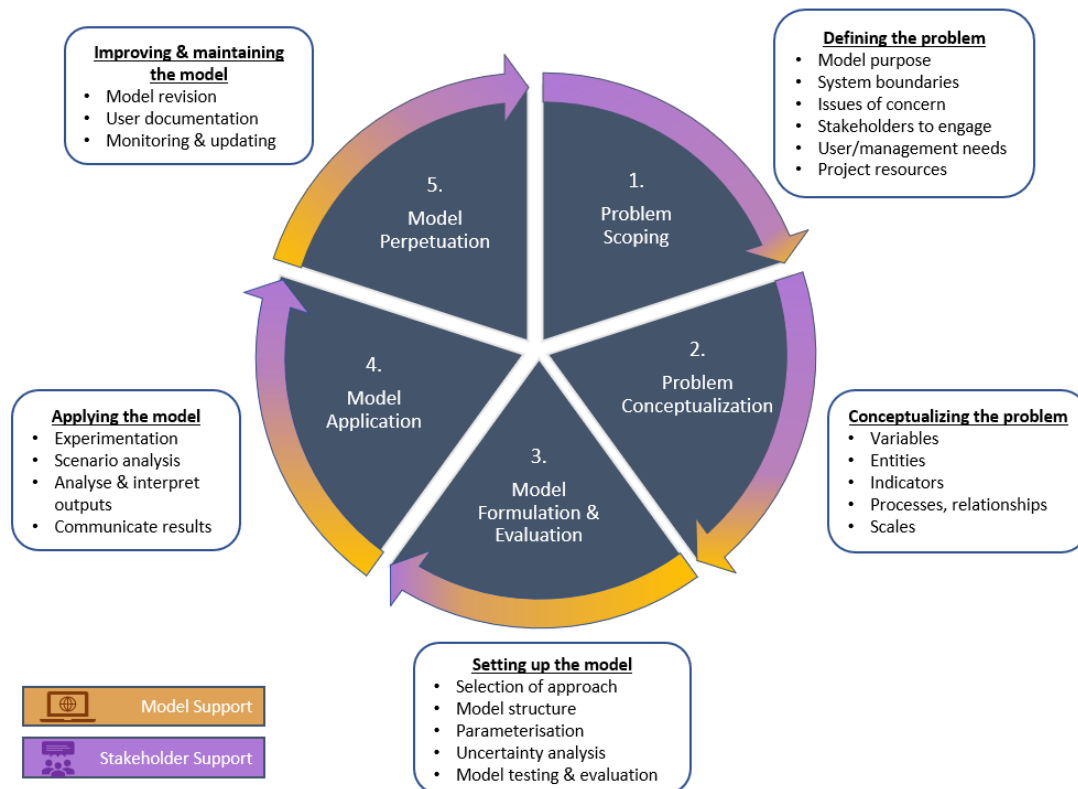 Defining the problem
• Model purpose
• System boundaries
• Issues of concern
• Stakeholders to engage
• User/management needs
• Project resources
1.
Problem
Scoping
2.
Problem
Conceptualization
Conceptualizing the problem
• Variables
• Entities
• Indicators
• Processes, relationships
• Scales
3.
Model
Formulation &
Evaluation
Setting up the model
• Selection of approach
• Model structure
• Parameterisation
• Uncertainty analysis
• Model testing & evaluation
4.
Model
Application
Applying the model
• Experimentation
• Scenario analysis
• Analyse & interpret
outputs
• Communicate results
5.
Model
Perpetuation
Improving & maintaining
the model
• Model revision
• User documentation
• Monitoring & updating
Model Support
Stakeholder Support